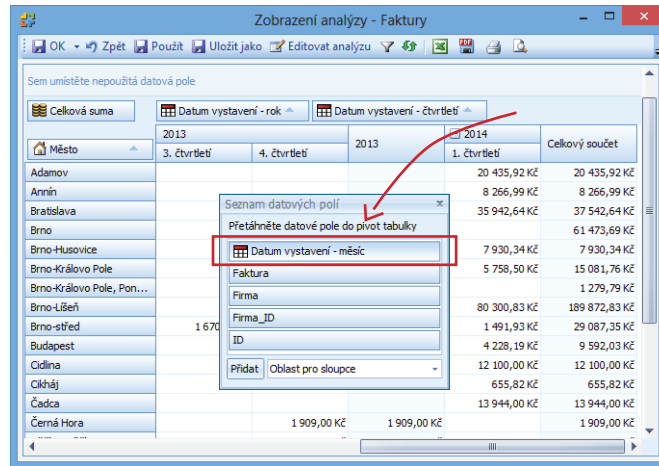 Zobrazení analýzy - Faktury
OK Zpět Použít Uložit jako Editovat analýzu
Sem umístěte nepoužitá datová pole
Celková suma Datum vystavení - rok Datum vystavení - čtvrtletí
Město 2013 2013 2014 Celkový součet
3. čtvrtletí 4. čtvrtletí 1. čtvrtletí
Adamov 20 435,92 Kč 20 435,92 Kč
Annín 8 266,99 Kč 8 266,99 Kč
Bratislava 35 942,64 Kč 37 542,64 Kč
Brno 61 473,69 Kč
Brno-Husovice 7 930,34 Kč 7 930,34 Kč
Brno-Královo Pole 5 758,50 Kč 15 081,76 Kč
Brno-Královo Pole, Pon... 1 279,79 Kč
Brno-Líšeň 80 300,83 Kč 189 872,83 Kč
Brno-střed 1 670 1 491,93 Kč 29 087,35 Kč
Budapest 4 228,19 Kč 9 592,03 Kč
Cidlina 12 100,00 Kč 12 100,00 Kč
Cikháj 655,82 Kč 655,82 Kč
Čadca 13 944,00 Kč 13 944,00 Kč
Černá Hora 1 909,00 Kč 1 909,00 Kč 1 909,00 Kč
Seznam datových polí
Přetáhněte datové pole do pivot tabulky
Datum vystavení - měsíc
Faktura
Firma
Firma_ID
ID
Přidat Oblast pro sloupce